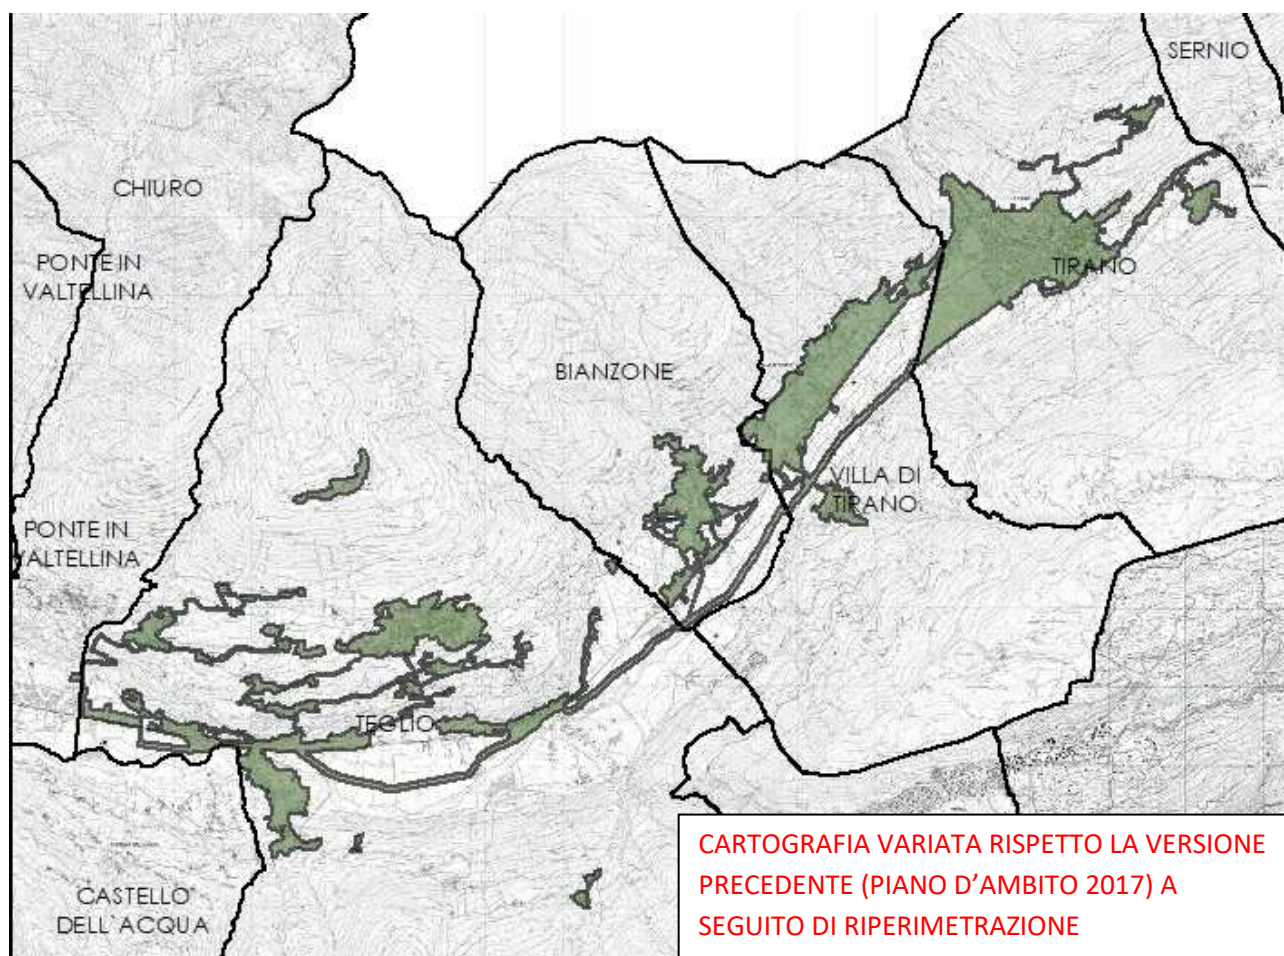 SERNIO
CHIURO
PONTE IN
VALTELLINA
TIRANO
BIANZONE
VILLA DI
TIRANO
PONTE IN
VALTELLINA
TEGLIO
CASTELLO
DELL'ACQUA
CARTOGRAFIA VARIATA RISPETTO LA VERSIONE
PRECEDENTE (PIANO D’AMBITO 2017) A
SEGUITO DI RIPERIMETRAZIONE